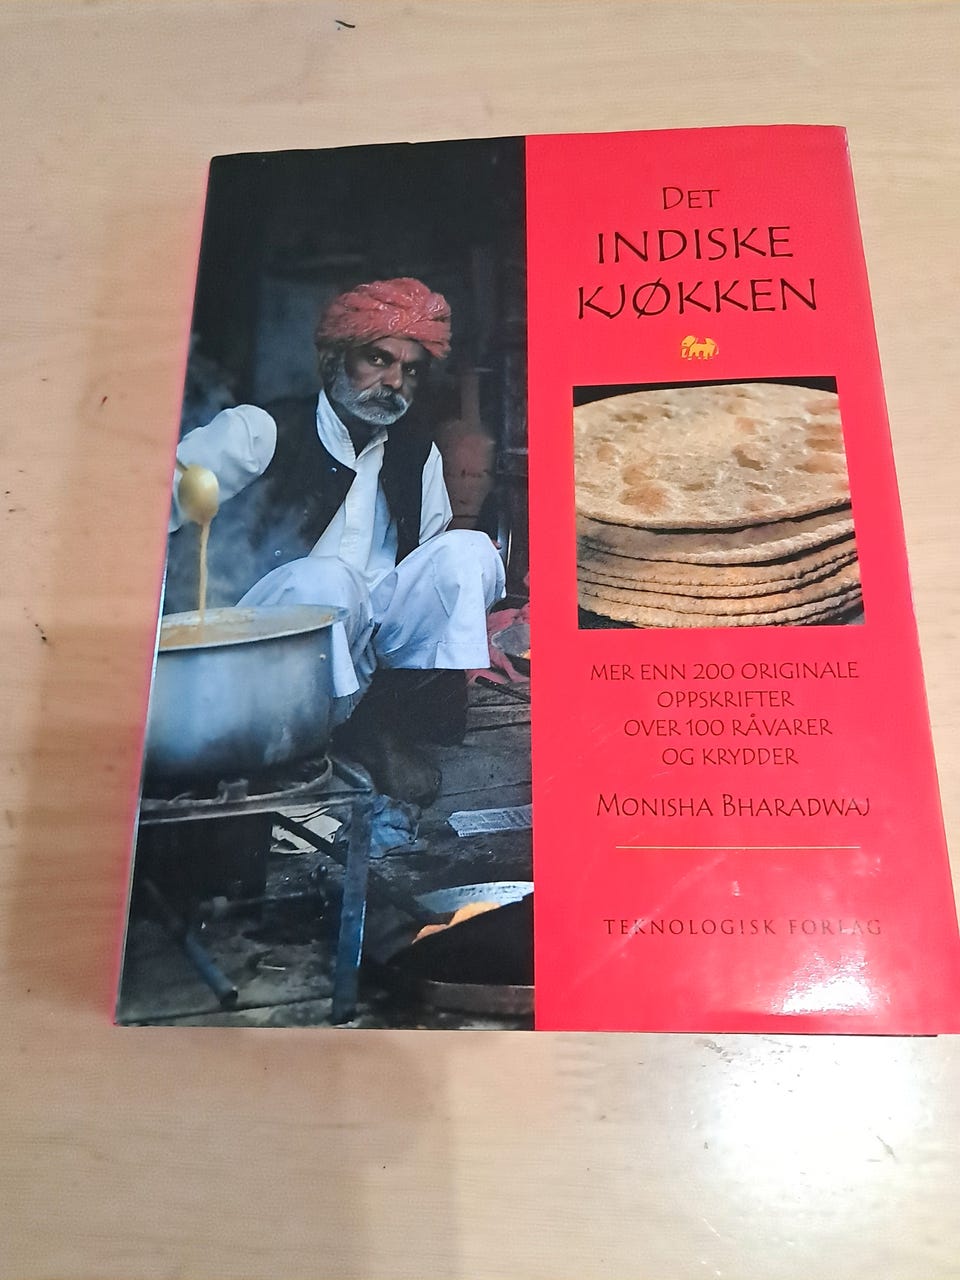 DET
INDISKE
KJØKKEN
MER ENN 200 ORIGINALE
OPPSKRIFTER
OVER 100 RÅVARER
OG KRYDDER
MONISHA BHARADWAJ
TEKNOLOGISK FORLAG